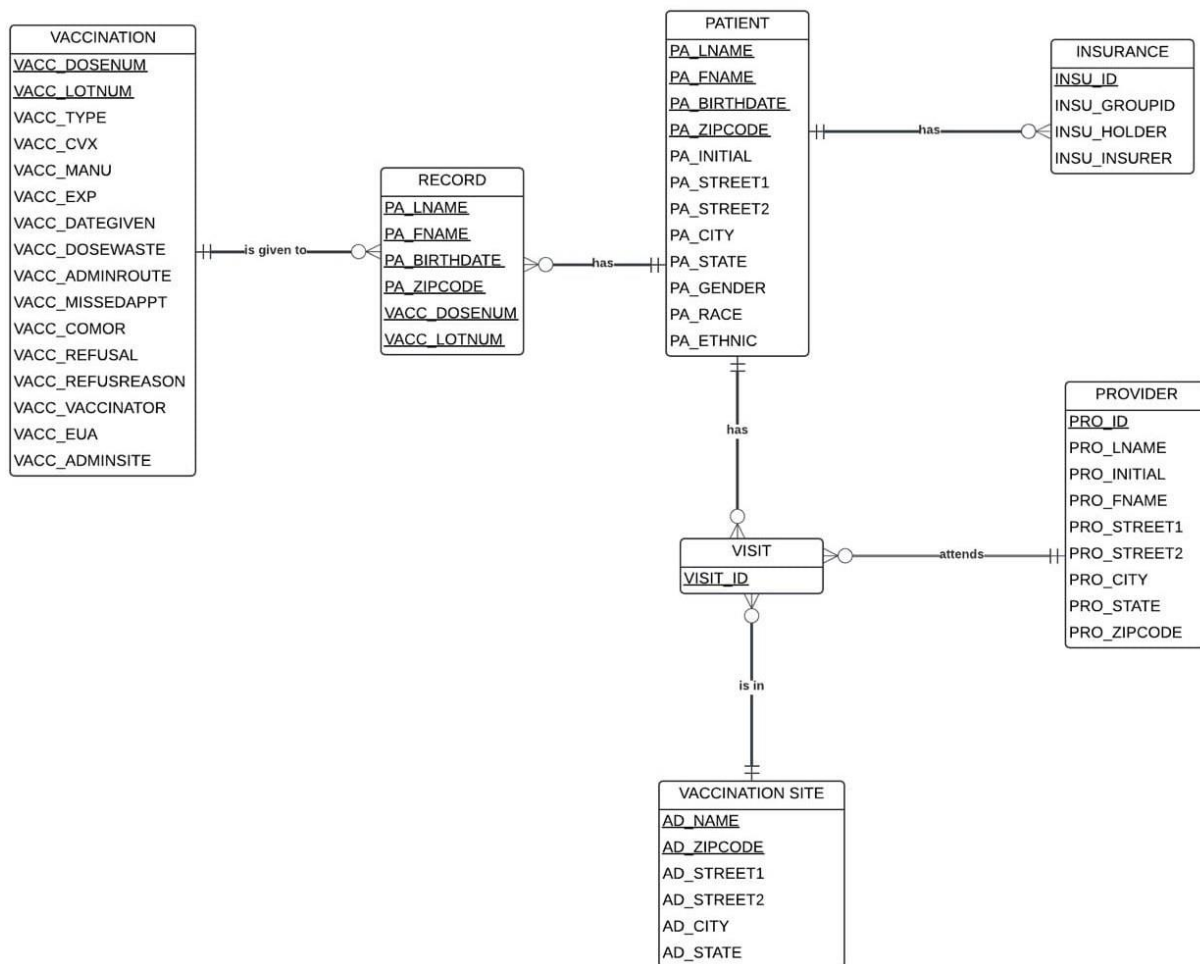 VACCINATION
VACC_DOSENUM
VACC_LOTNUM
VACC_TYPE
VACC_CVX
VACC_MANU
VACC_EXP
VACC_DATEGIVEN
VACC_DOSEWASTE
VACC_ADMINROUTE
VACC_MISSEDAPPT
VACC_COMOR
VACC_REFUSAL
VACC_REFUSREASON
VACC_VACCINATOR
VACC_EUA
VACC_ADMINSITE
is given to
RECORD
PA_LNAME
PA_FNAME
PA_BIRTHDATE
PA_ZIPCODE
VACC_DOSENUM
VACC_LOTNUM
has
PATIENT
PA_LNAME
PA_FNAME
PA_BIRTHDATE
PA_ZIPCODE
PA_INITIAL
PA_STREET1
PA_STREET2
PA_CITY
PA_STATE
PA_GENDER
PA_RACE
PA_ETHNIC
has
INSURANCE
INSU_ID
INSU_GROUPID
INSU_HOLDER
INSU_INSURER
has
VISIT
VISIT_ID
attends
PROVIDER
PRO_ID
PRO_LNAME
PRO_INITIAL
PRO_FNAME
PRO_STREET1
PRO_STREET2
PRO_CITY
PRO_STATE
PRO_ZIPCODE
is in
VACCINATION SITE
AD_NAME
AD_ZIPCODE
AD_STREET1
AD_STREET2
AD_CITY
AD_STATE